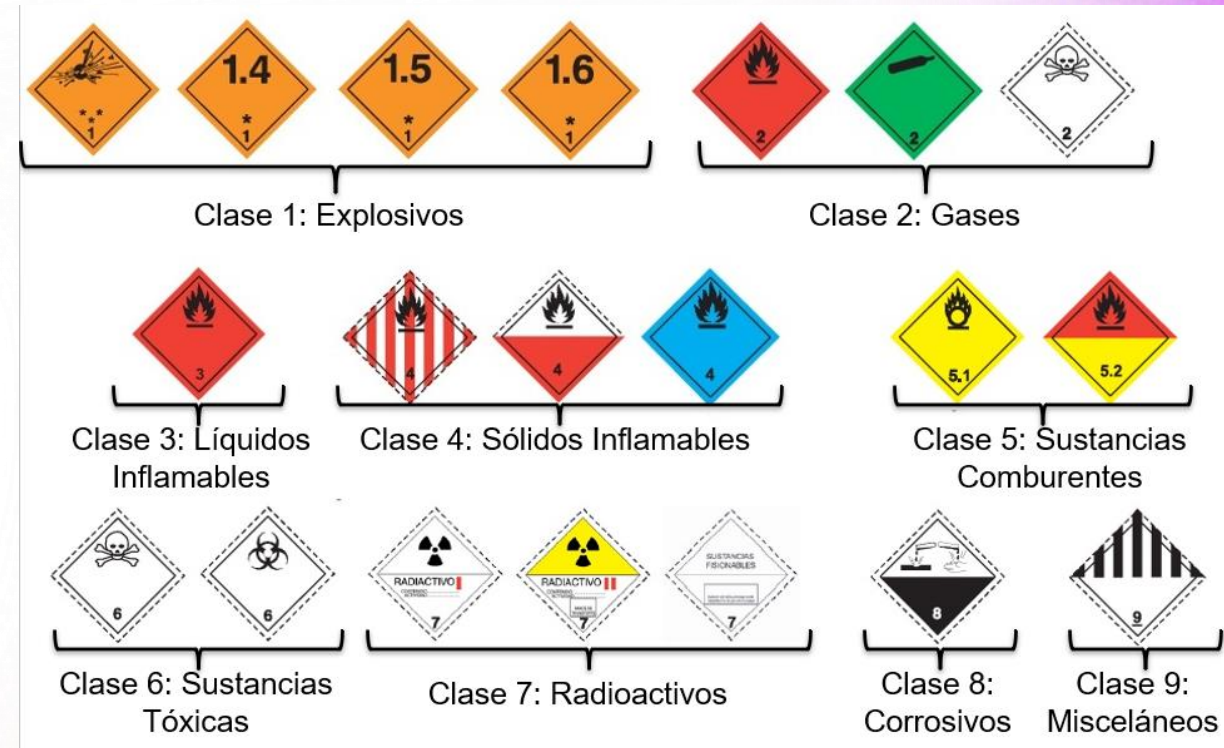 1.4
1.5
1.6
* * *
*
*
*
1
1
1
1
2
2
2
Clase 1: Explosivos
Clase 2: Gases
3
4
4
4
5.1
5.2
Clase 3: Líquidos
Inflamables
Clase 4: Sólidos Inflamables
Clase 5: Sustancias
Comburentes
6
6
RADIACTIVO I
7
RADIACTIVO II
7
SUSTANCIAS
FISIONABLES
7
8
9
Clase 6: Sustancias
Tóxicas
Clase 7: Radioactivos
Clase 8:
Corrosivos
Clase 9:
Misceláneos